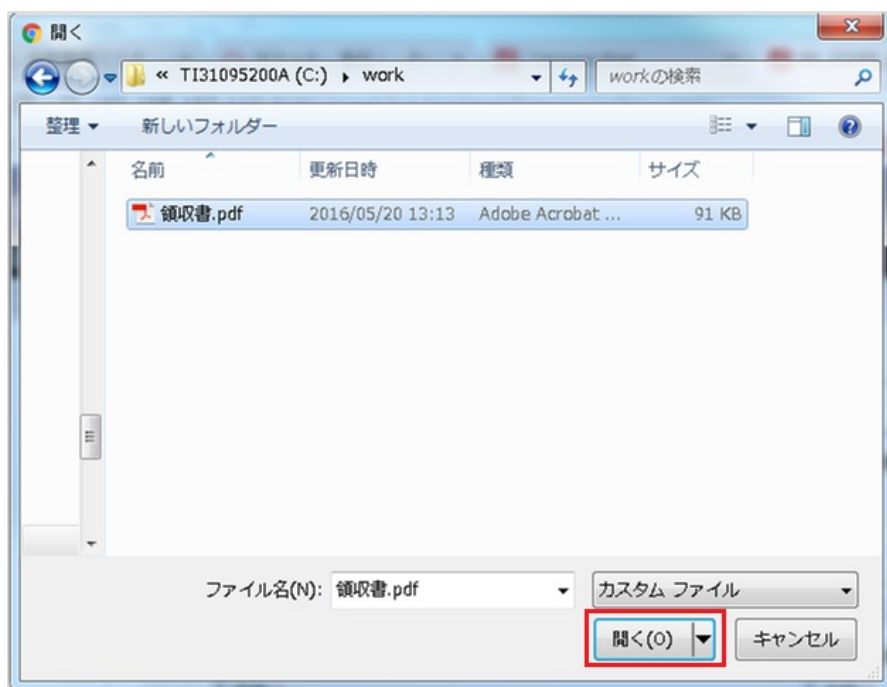 開く
« TI31095200A (C:) ▸ work
workの検索
整理 ▼ 新しいフォルダー
名前 更新日時 種類 サイズ
領収書.pdf 2016/05/20 13:13 Adobe Acrobat ... 91 KB
ファイル名(N): 領収書.pdf カスタム ファイル
開く(O) キャンセル